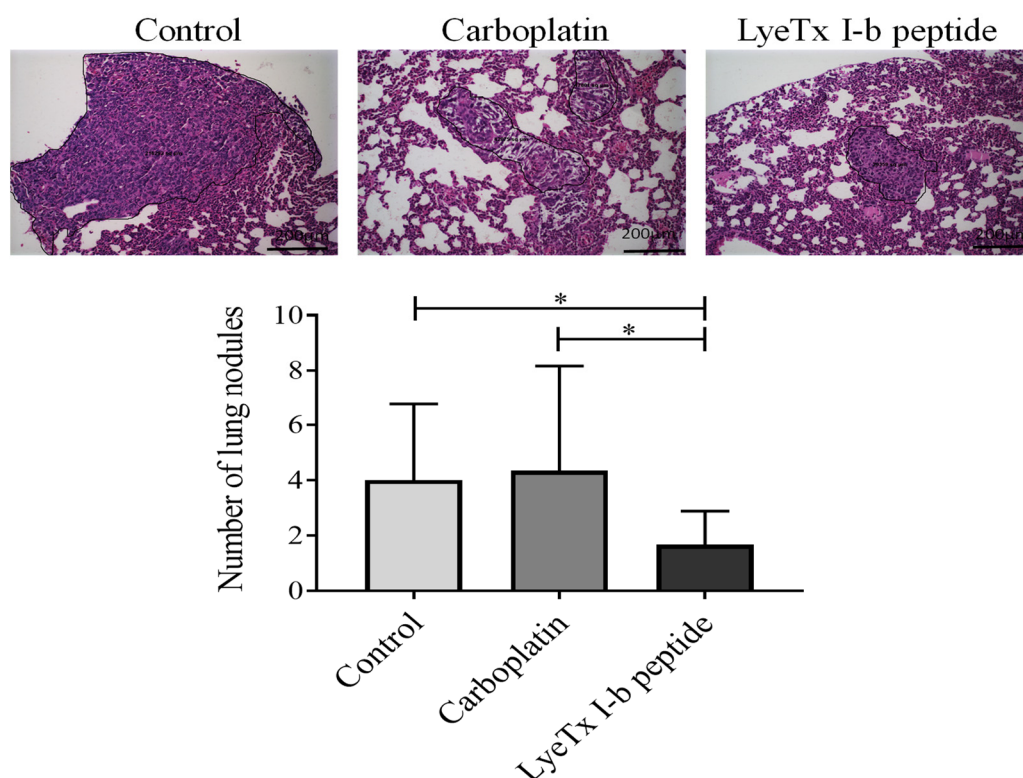 Control
Carboplatin
LyeTx I-b peptide
200µm
200µm
200µm
*
*
10
8
6
4
2
0
Number of lung nodules
Control
Carboplatin
LyeTx I-b peptide